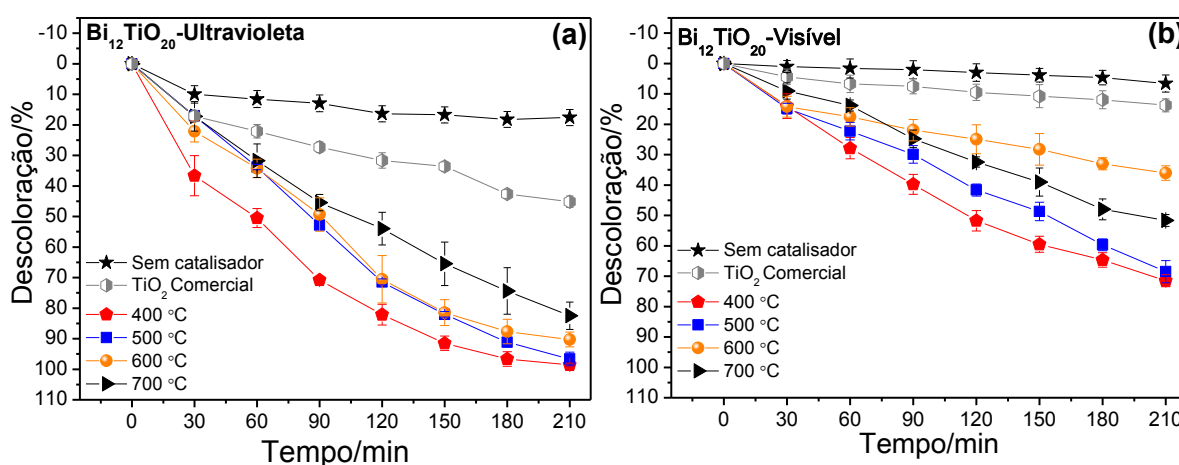 Bi12TiO20-Ultravioleta
(a)
Descoloração/%
-10
0
10
20
30
40
50
60
70
80
90
100
110
Sem catalisador
TiO2 Comercial
400 °C
500 °C
600 °C
700 °C
0 30 60 90 120 150 180 210
Tempo/min
Bi12TiO20-Visível
(b)
Descoloração/%
-10
0
10
20
30
40
50
60
70
80
90
100
110
Sem catalisador
TiO2 Comercial
400 °C
500 °C
600 °C
700 °C
0 30 60 90 120 150 180 210
Tempo/min